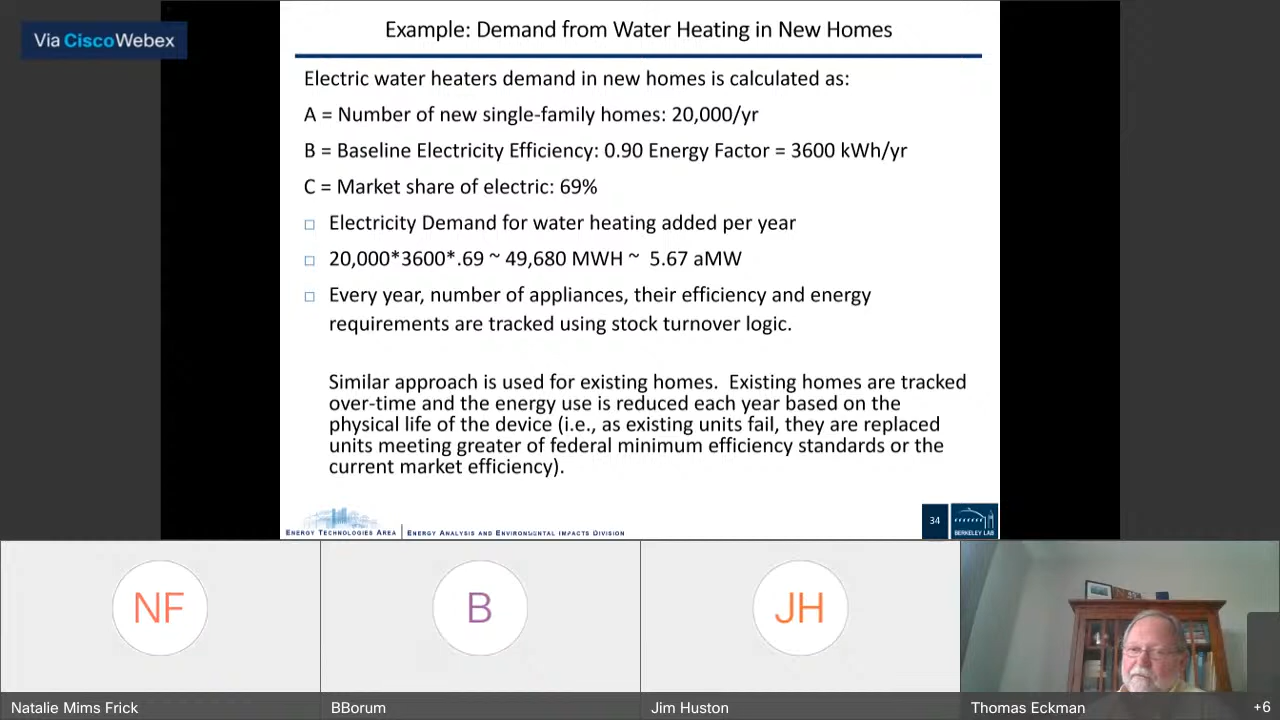 Via Cisco Webex
Example: Demand from Water Heating in New Homes
Electric water heaters demand in new homes is calculated as:
A = Number of new single-family homes: 20,000/yr
B = Baseline Electricity Efficiency: 0.90 Energy Factor = 3600 kWh/yr
C = Market share of electric: 69%
Electricity Demand for water heating added per year
20,000*3600*.69 ~ 49,680 MWH ~ 5.67 aMW
Every year, number of appliances, their efficiency and energy
requirements are tracked using stock turnover logic.
Similar approach is used for existing homes. Existing homes are tracked
over-time and the energy use is reduced each year based on the
physical life of the device (i.e., as existing units fail, they are replaced
units meeting greater of federal minimum efficiency standards or the
current market efficiency).
ENERGY TECHNOLOGIES AREA | ENERGY ANALYSIS AND ENVIRONMENTAL IMPACTS DIVISION
34
BERKELEY LAB
NF
B
JH
Natalie Mims Frick
BBorum
Jim Huston
Thomas Eckman
+6